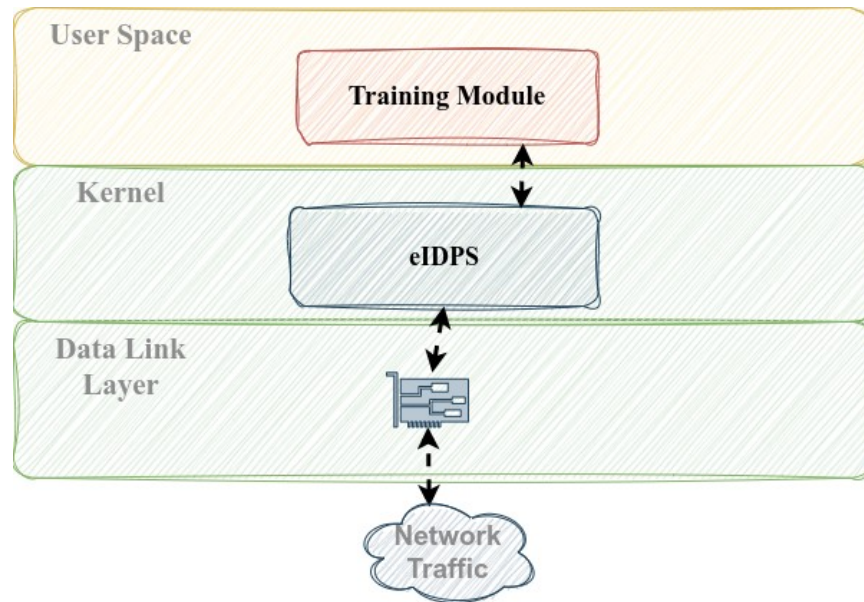 User Space
Training Module
Kernel
eIDPS
Data Link
Layer
Network
Traffic